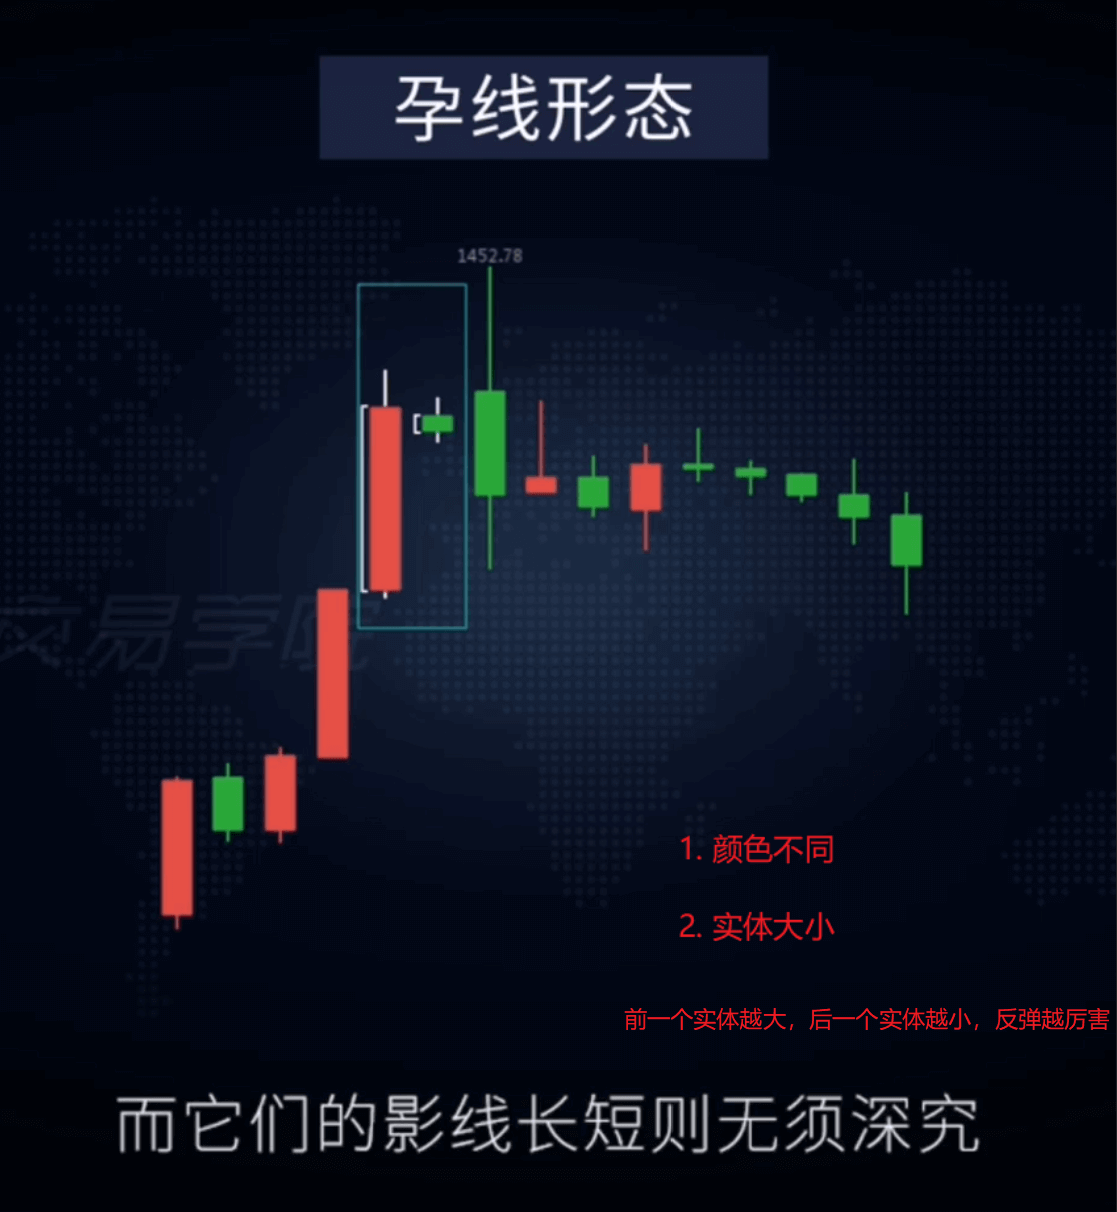 孕线形态
1452.78
交易学院
1. 颜色不同
2. 实体大小
前一个实体越大，后一个实体越小，反弹越厉害
而它们的影线长短则无须深究